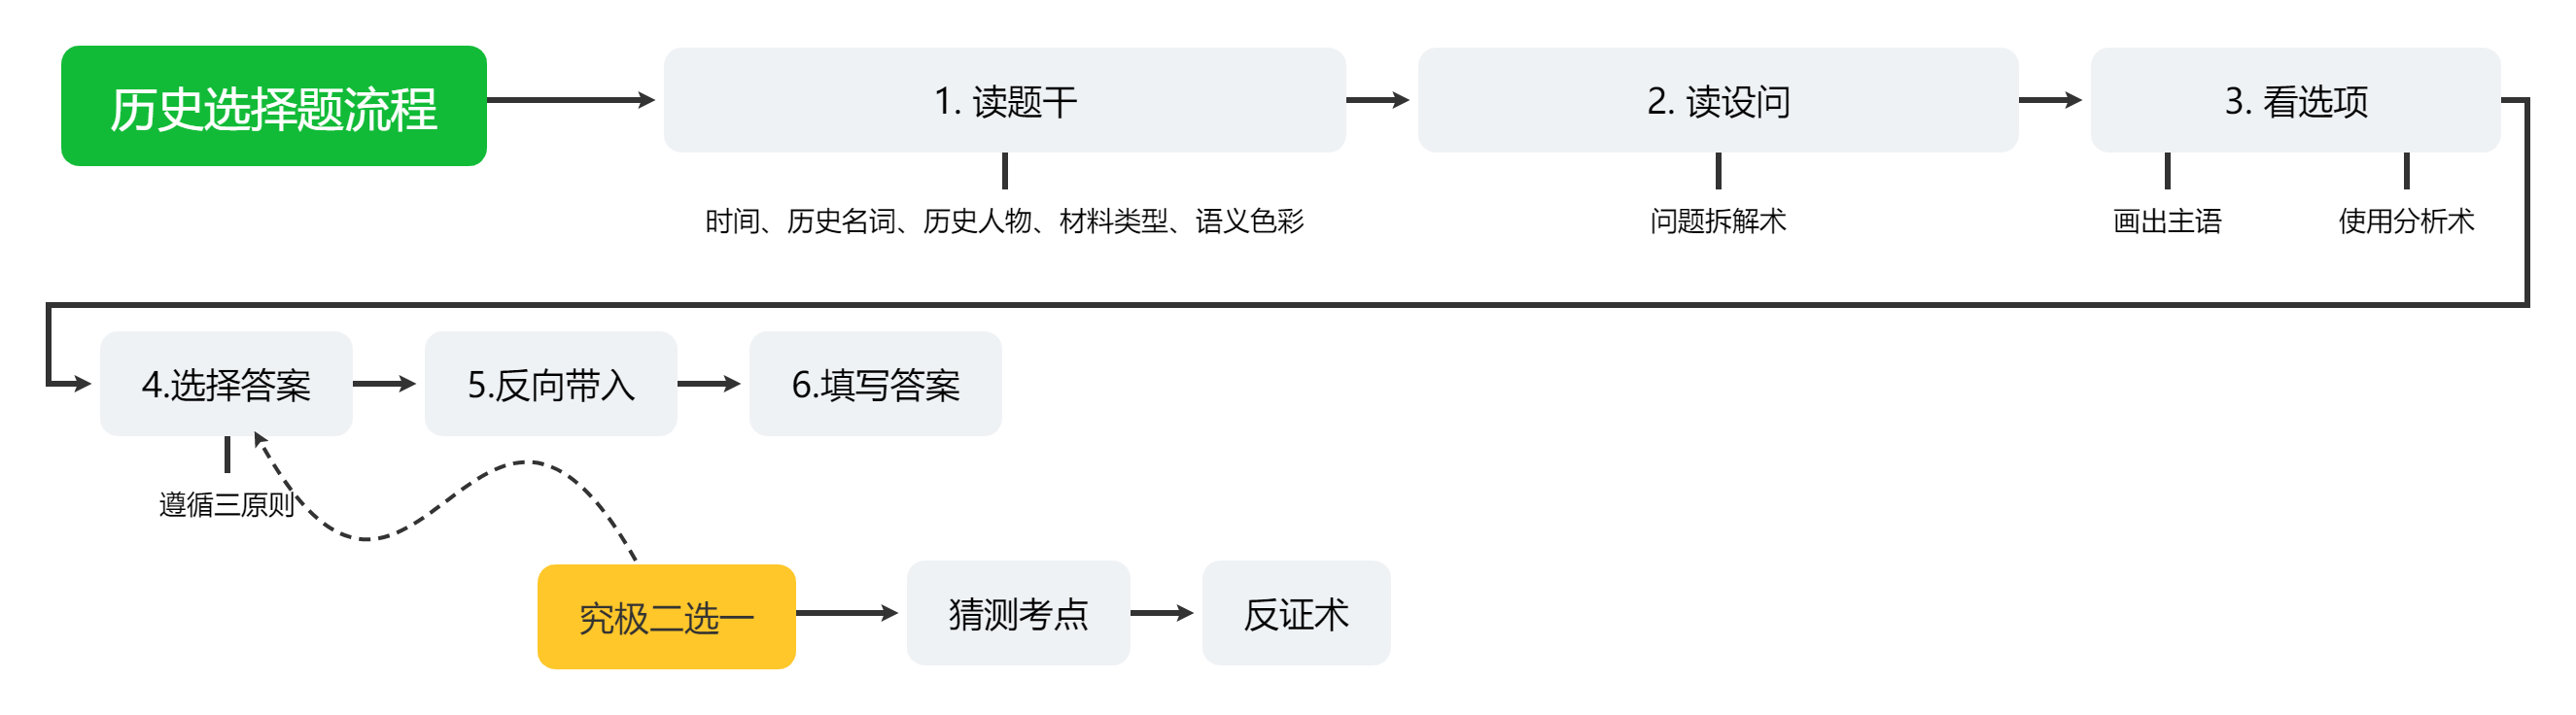 历史选择题流程
1. 读题干
2. 读设问
3. 看选项
时间、历史名词、历史人物、材料类型、语义色彩
问题拆解术
画出主语
使用分析术
4.选择答案
5.反向带入
6.填写答案
遵循三原则
究极二选一
猜测考点
反证术